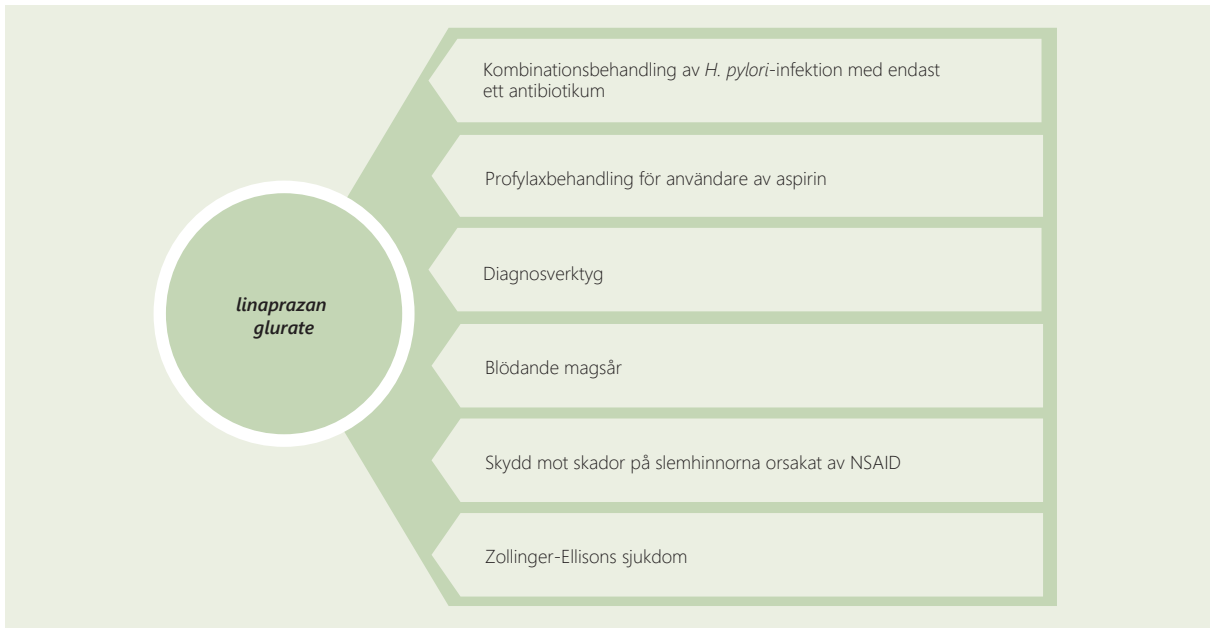 Kombinationsbehandling av H. pylori-infektion med endast
ett antibiotikum
Profylaxbehandling för användare av aspirin
Diagnosverktyg
linaprazan
glurate
Blödande magsår
Skydd mot skador på slemhinnorna orsakat av NSAID
Zollinger-Ellisons sjukdom